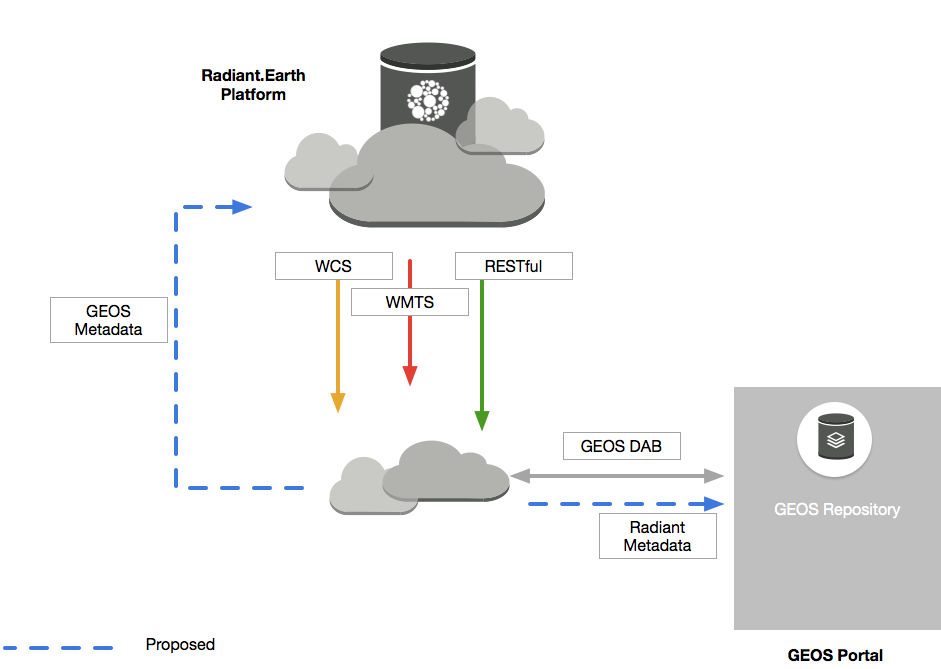 Radiant.Earth
Platform
WCS
RESTful
WMTS
GEOS
Metadata
GEOS DAB
GEOS Repository
Radiant
Metadata
Proposed
GEOS Portal